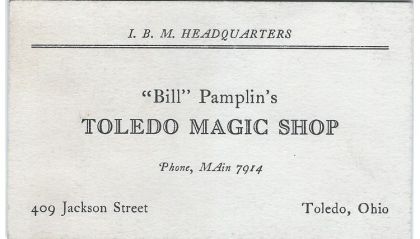 I. B. M. HEADQUARTERS
“Bill” Pamplin's
TOLEDO MAGIC SHOP
Phone, MAin 7914
409 Jackson Street Toledo, Ohio